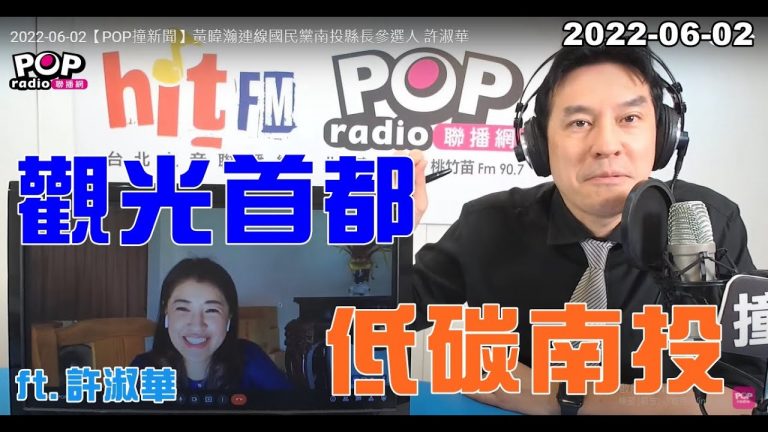 2022-06-02【POP撞新聞】黃暐瀚連線國民黨南投縣長參選人 許淑華
2022-06-02
POP
radio 聯播網
hit FM
POP
radio 聯播網
桃竹苗 Fm 90.7
觀光首都
低碳南投
ft. 許淑華
撞
POP
radio